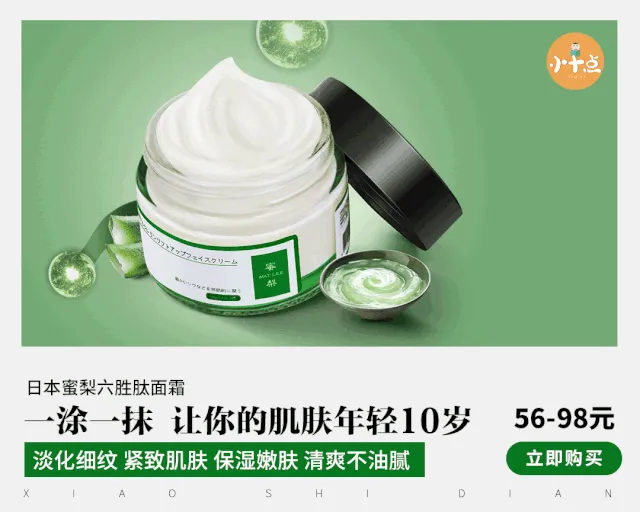 小十点
蜜
梨
日本蜜梨六胜肽面霜
一涂一抹 让你的肌肤年轻10岁
56-98元
淡化细纹 紧致肌肤 保湿嫩肤 清爽不油腻
立即购买
XIAO SHI DIAN